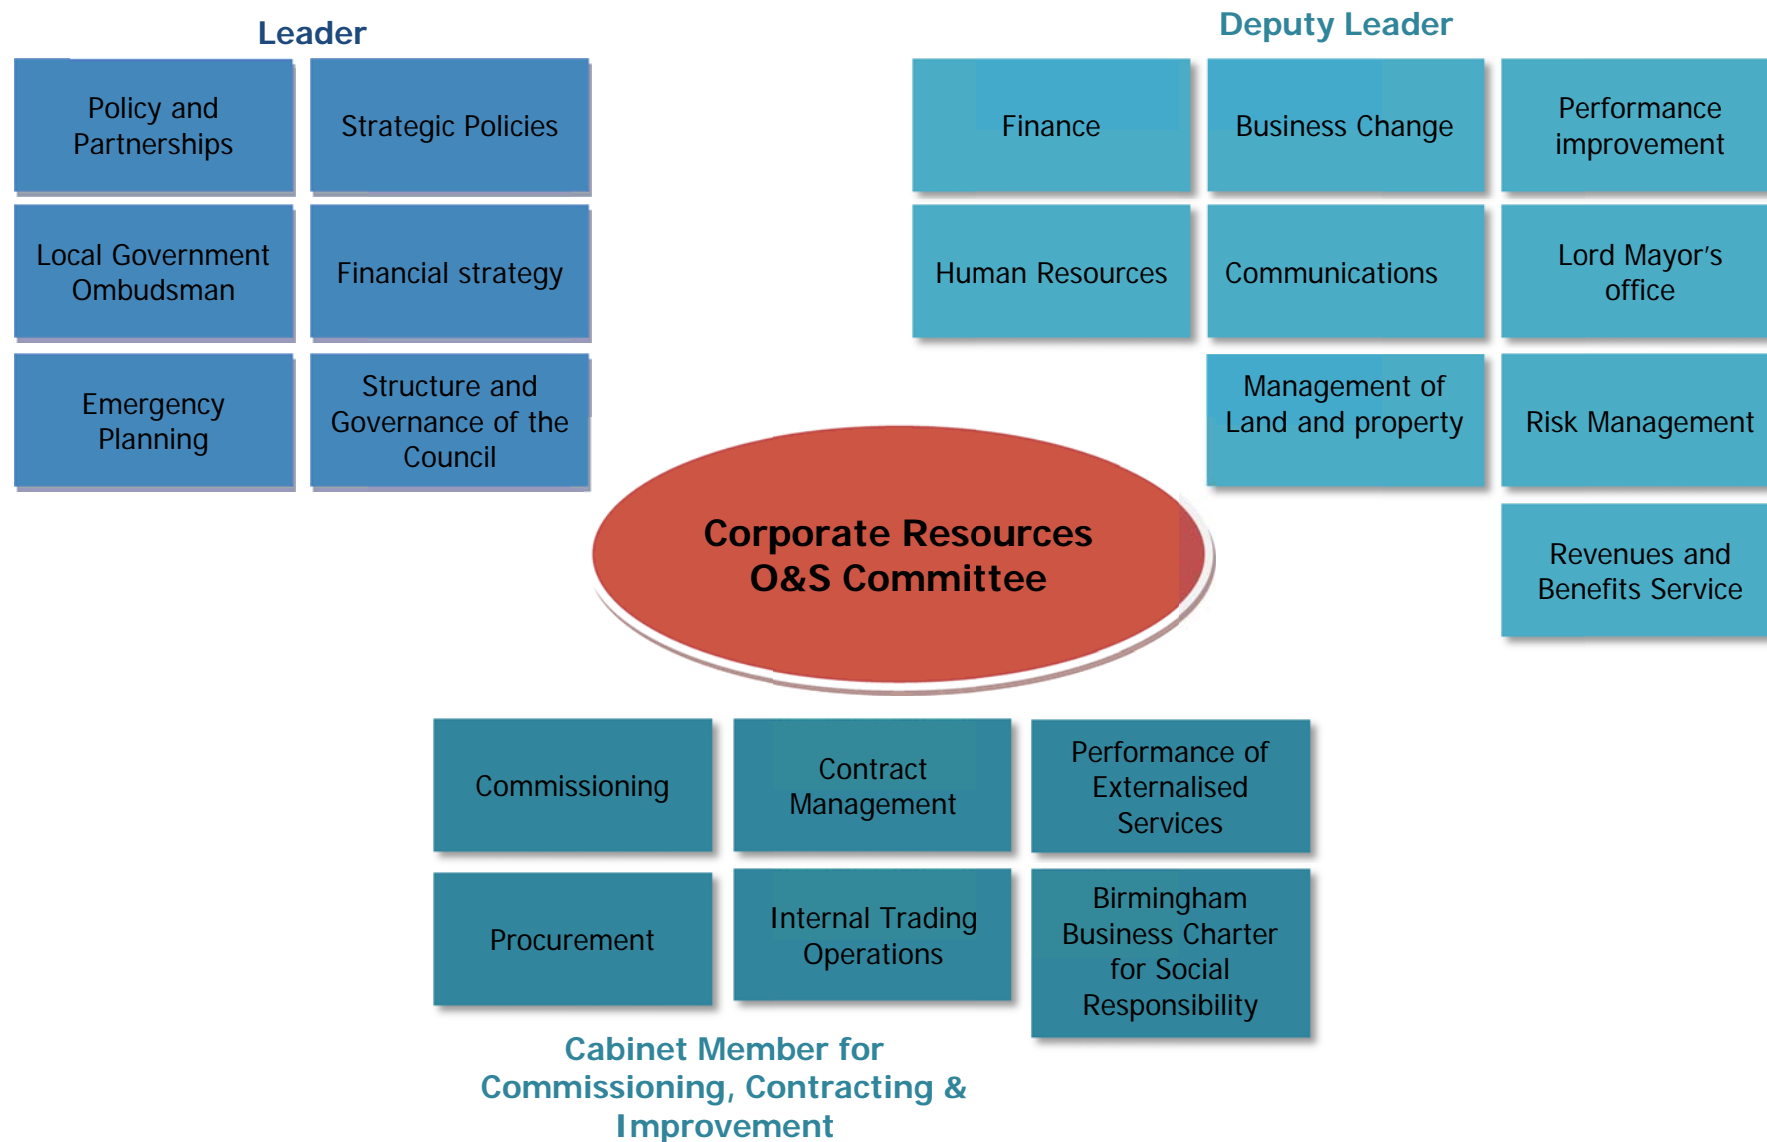 Leader
Policy and
Partnerships
Strategic Policies
Local Government
Ombudsman
Financial strategy
Emergency
Planning
Structure and
Governance of the
Council
Deputy Leader
Finance
Business Change
Performance
improvement
Human Resources
Communications
Lord Mayor's
office
Management of
Land and property
Risk Management
Revenues and
Benefits Service
Corporate Resources
O&S Committee
Commissioning
Contract
Management
Performance of
Externalised
Services
Procurement
Internal Trading
Operations
Birmingham
Business Charter
for Social
Responsibility
Cabinet Member for
Commissioning, Contracting &
Improvement